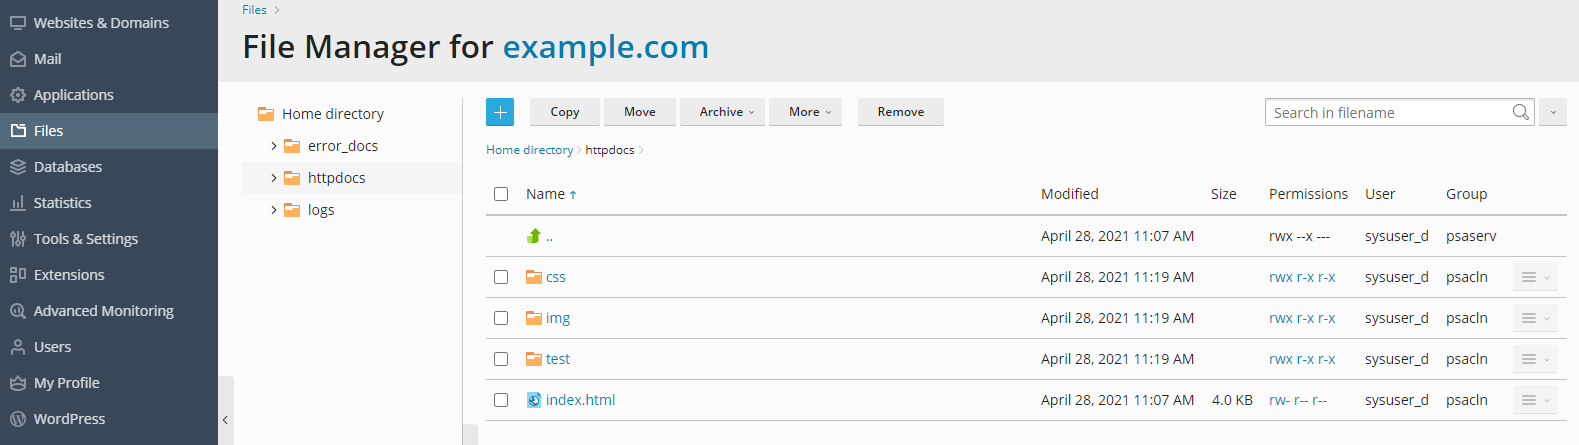 Websites & Domains
Mail
Applications
Files
Databases
Statistics
Tools & Settings
Extensions
Advanced Monitoring
Users
My Profile
WordPress
Files
File Manager for example.com
Home directory
error_docs
httpdocs
logs
Copy Move Archive More Remove Search in filename
Home directory httpdocs
Name Modified Size Permissions User Group
.. April 28, 2021 11:07 AM rwx --x --- sysuser_d psaserv
css April 28, 2021 11:19 AM rwx r-x r-x sysuser_d psacln
img April 28, 2021 11:19 AM rwx r-x r-x sysuser_d psacln
test April 28, 2021 11:19 AM rwx r-x r-x sysuser_d psacln
index.html April 28, 2021 11:07 AM 4.0 KB rw- r-- r-- sysuser_d psacln